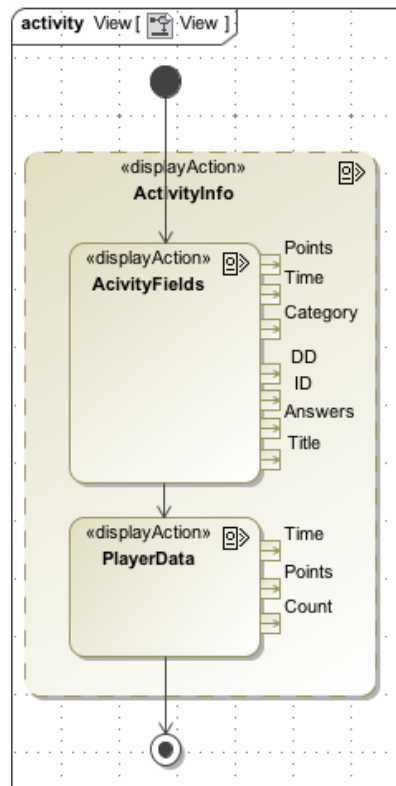 activity View [ View ]
«displayAction»
ActivityInfo
«displayAction»
AcivityFields
Points
Time
Category
DD
ID
Answers
Title
«displayAction»
PlayerData
Time
Points
Count